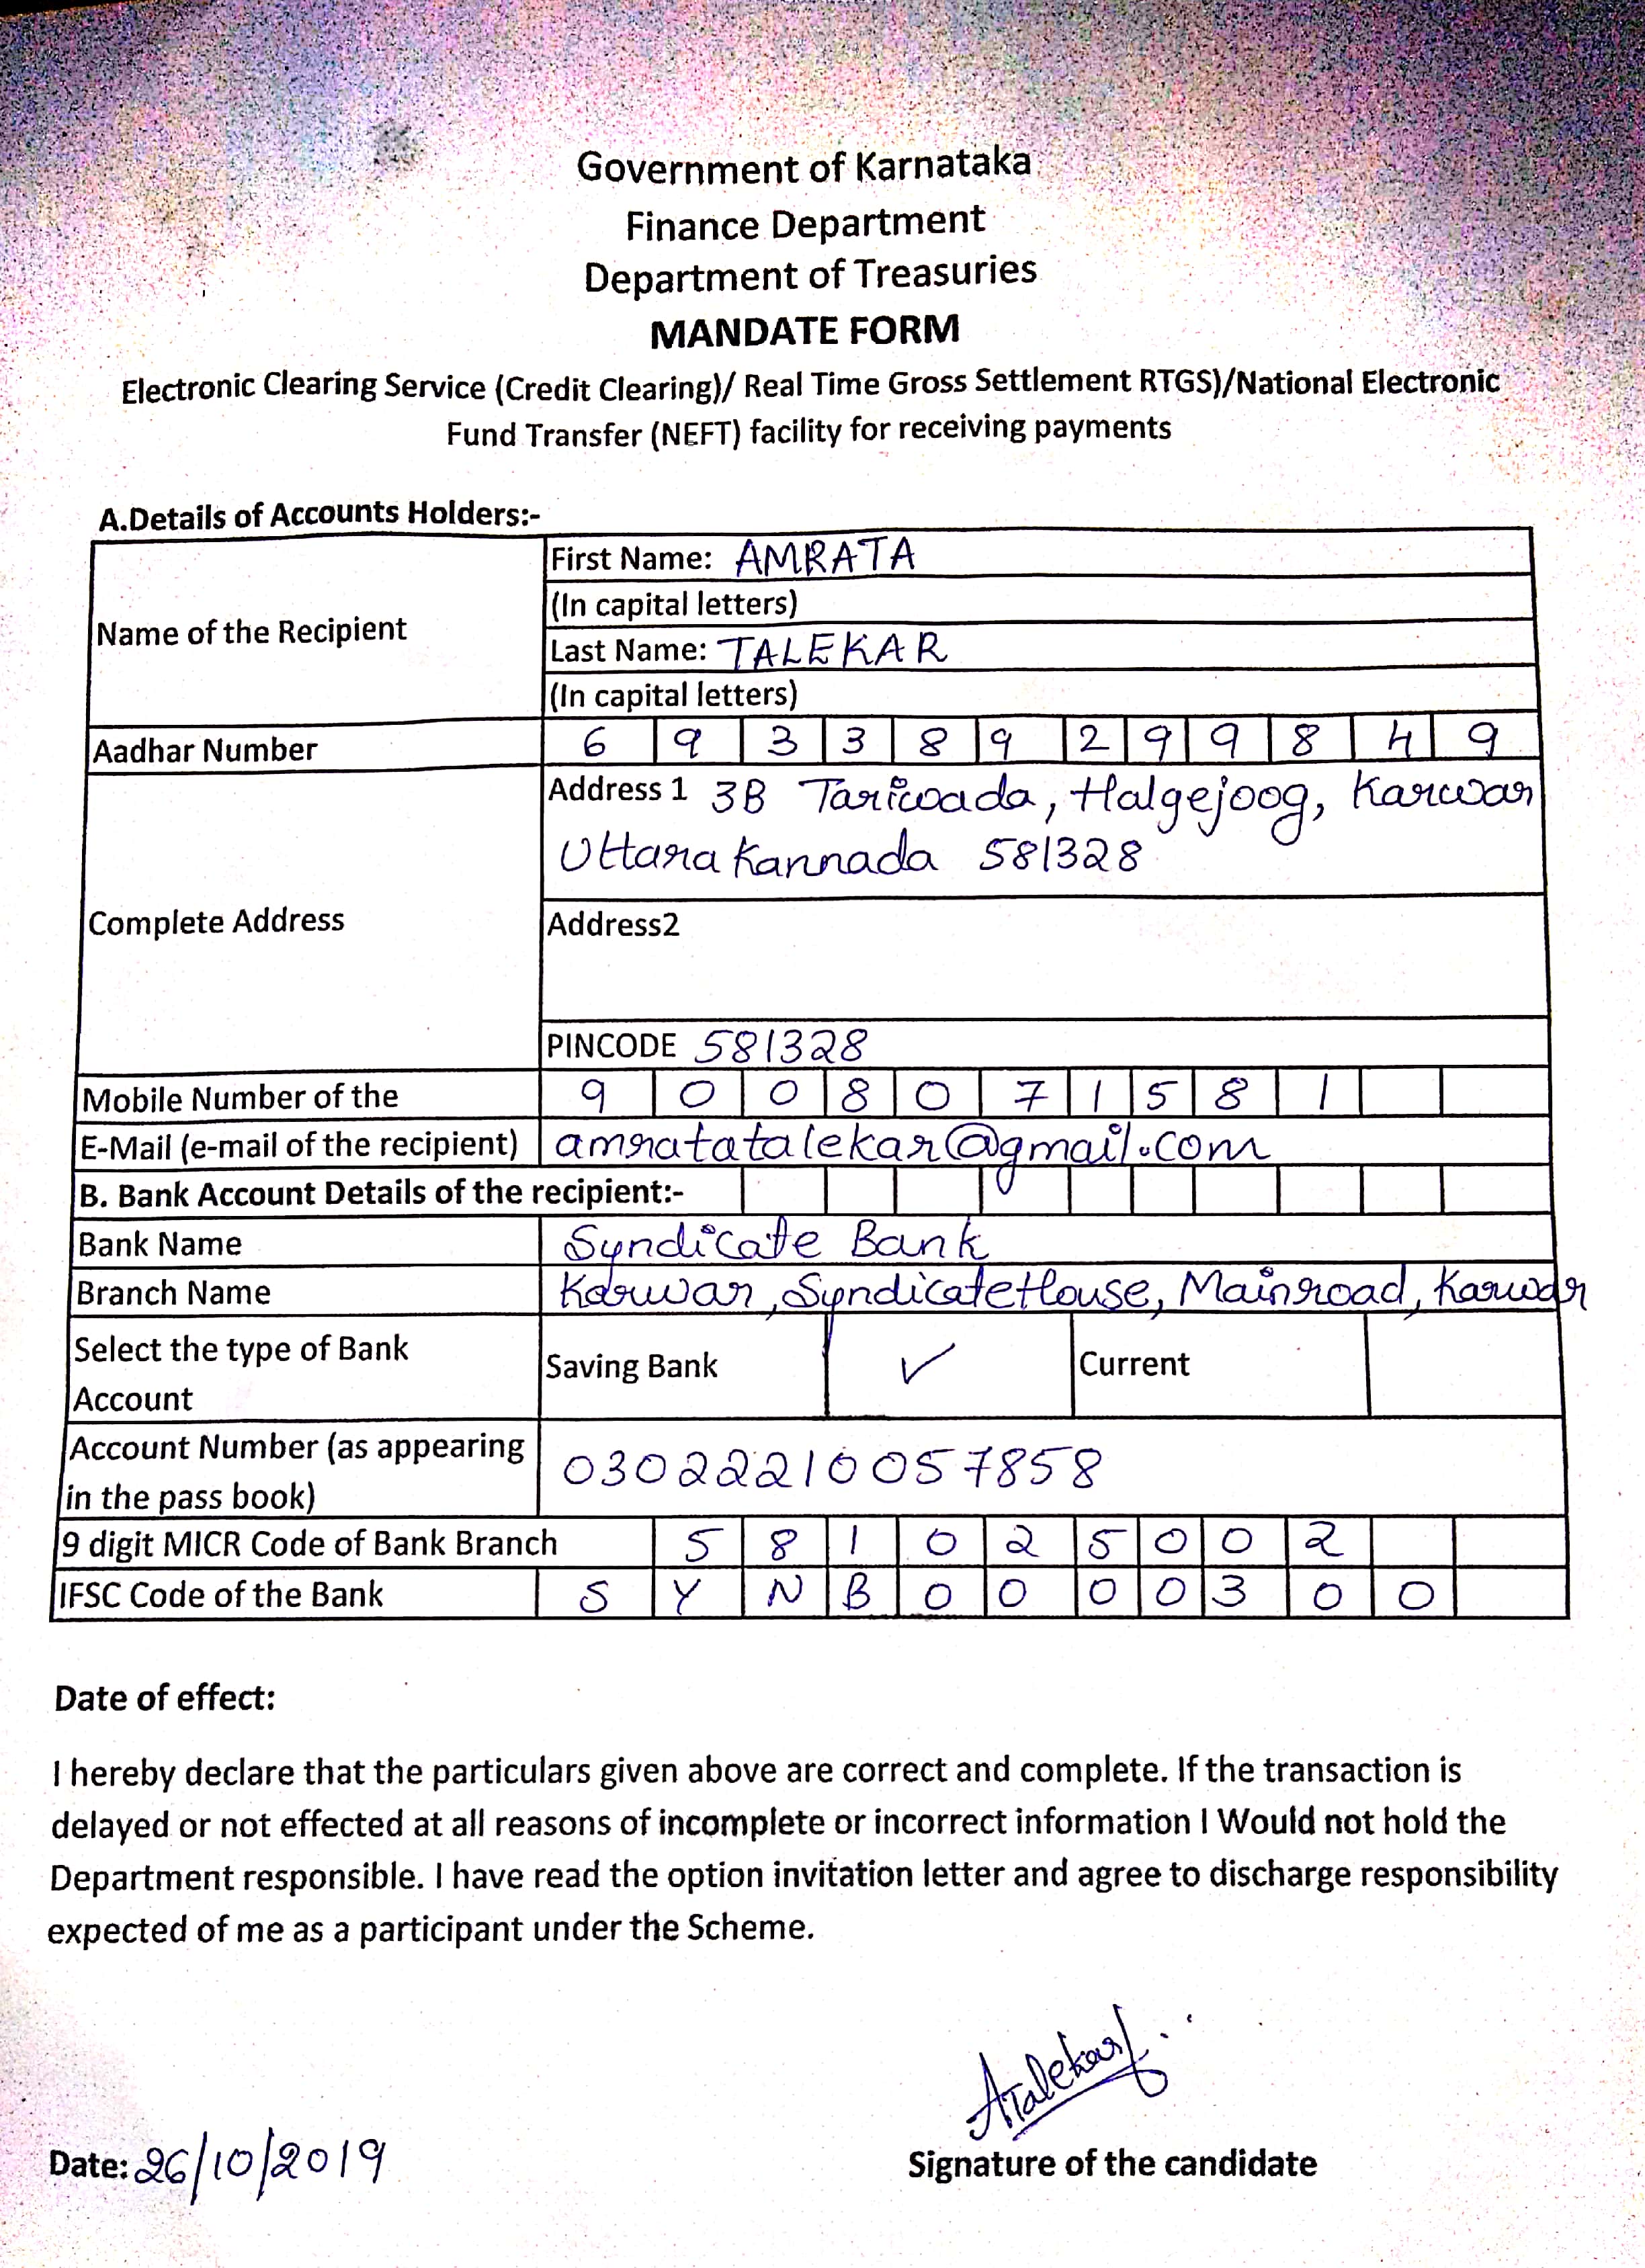 Government of Karnataka
Finance Department
Department of Treasuries
MANDATE FORM
Electronic Clearing Service (Credit Clearing)/ Real Time Gross Settlement RTGS)/National Electronic
Fund Transfer (NEFT) facility for receiving payments
A.Details of Accounts Holders:-
Name of the Recipient
First Name: AMRATA
(In capital letters)
Last Name: TALEKAR
(In capital letters)
Aadhar Number 6 9 3 3 8 9 2 9 9 8 4 9
Complete Address
Address 1 3B Tariwada, Halgejoog, Karwar
Uttara Kannada 581328
Address2
PINCODE 581328
Mobile Number of the 9 0 0 8 0 7 1 5 8 1
E-Mail (e-mail of the recipient) amratatalekar@gmail.com
B. Bank Account Details of the recipient:-
Bank Name Syndicate Bank
Branch Name Karwar, Syndicate House, Mainroad, Karwar
Select the type of Bank
Account
Saving Bank ✓ Current
Account Number (as appearing
in the pass book)
03022210057858
9 digit MICR Code of Bank Branch 5 8 1 0 2 5 0 0 2
IFSC Code of the Bank S Y N B 0 0 0 0 3 0 0
Date of effect:
I hereby declare that the particulars given above are correct and complete. If the transaction is
delayed or not effected at all reasons of incomplete or incorrect information I Would not hold the
Department responsible. I have read the option invitation letter and agree to discharge responsibility
expected of me as a participant under the Scheme.
ATalekar
Date: 26/10/2019
Signature of the candidate